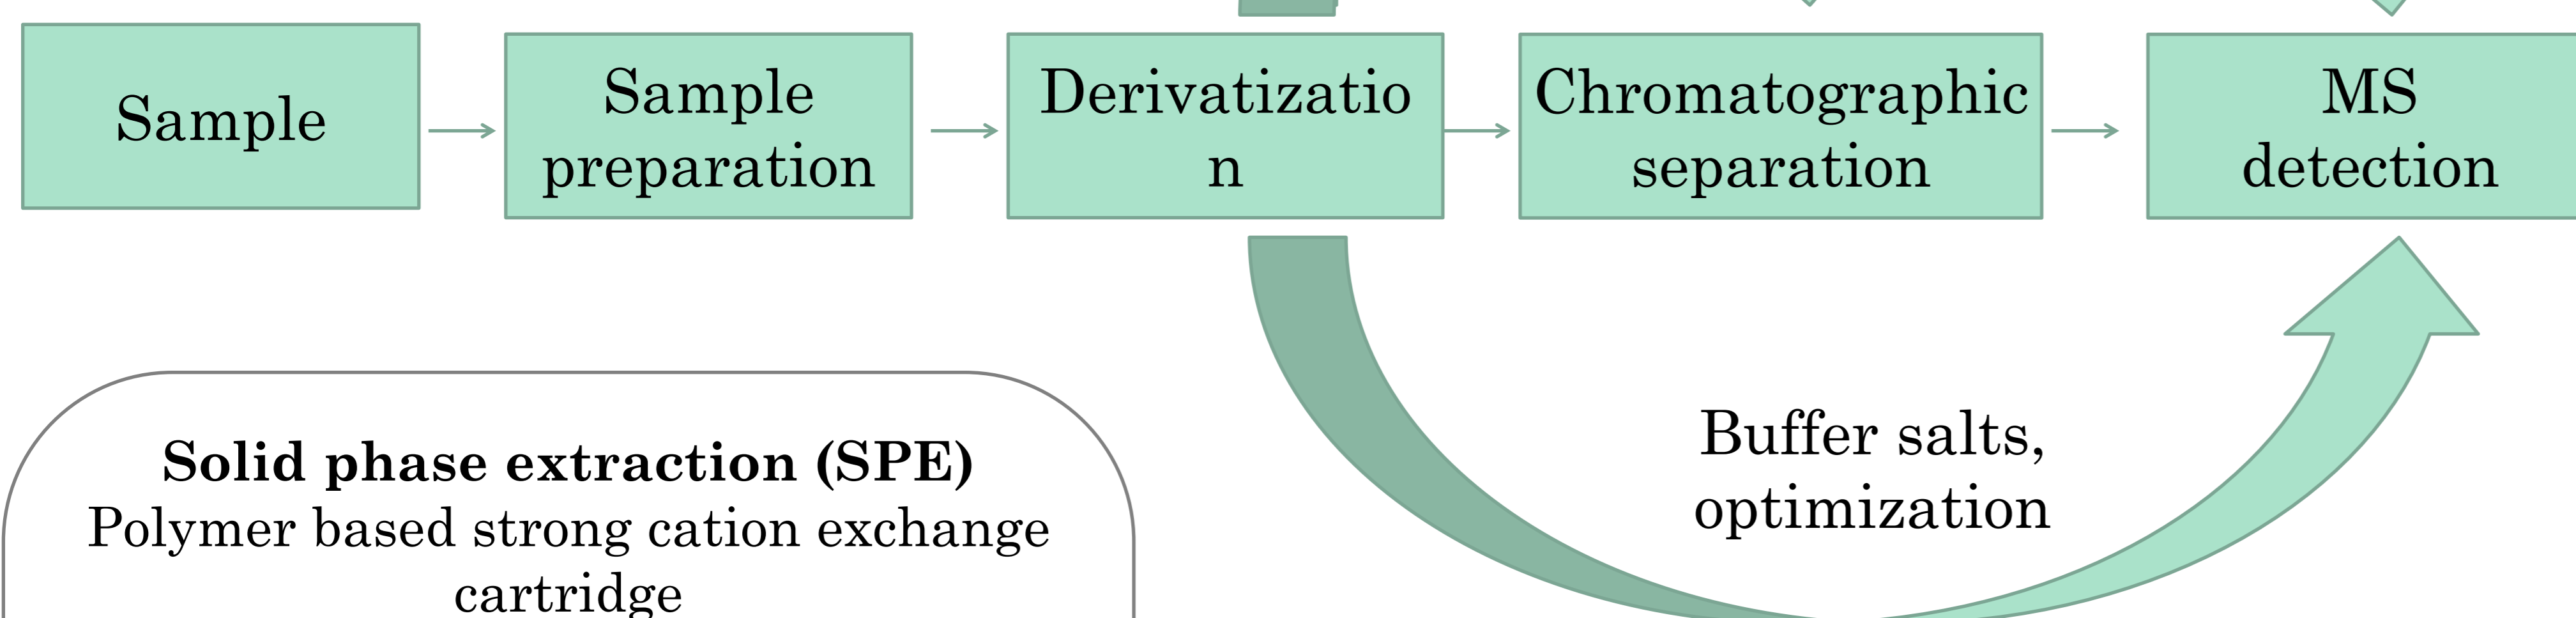 Sample
Sample
preparation
Derivatizatio
n
Chromatographic
separation
MS
detection
Solid phase extraction (SPE)
Polymer based strong cation exchange
cartridge
Buffer salts,
optimization